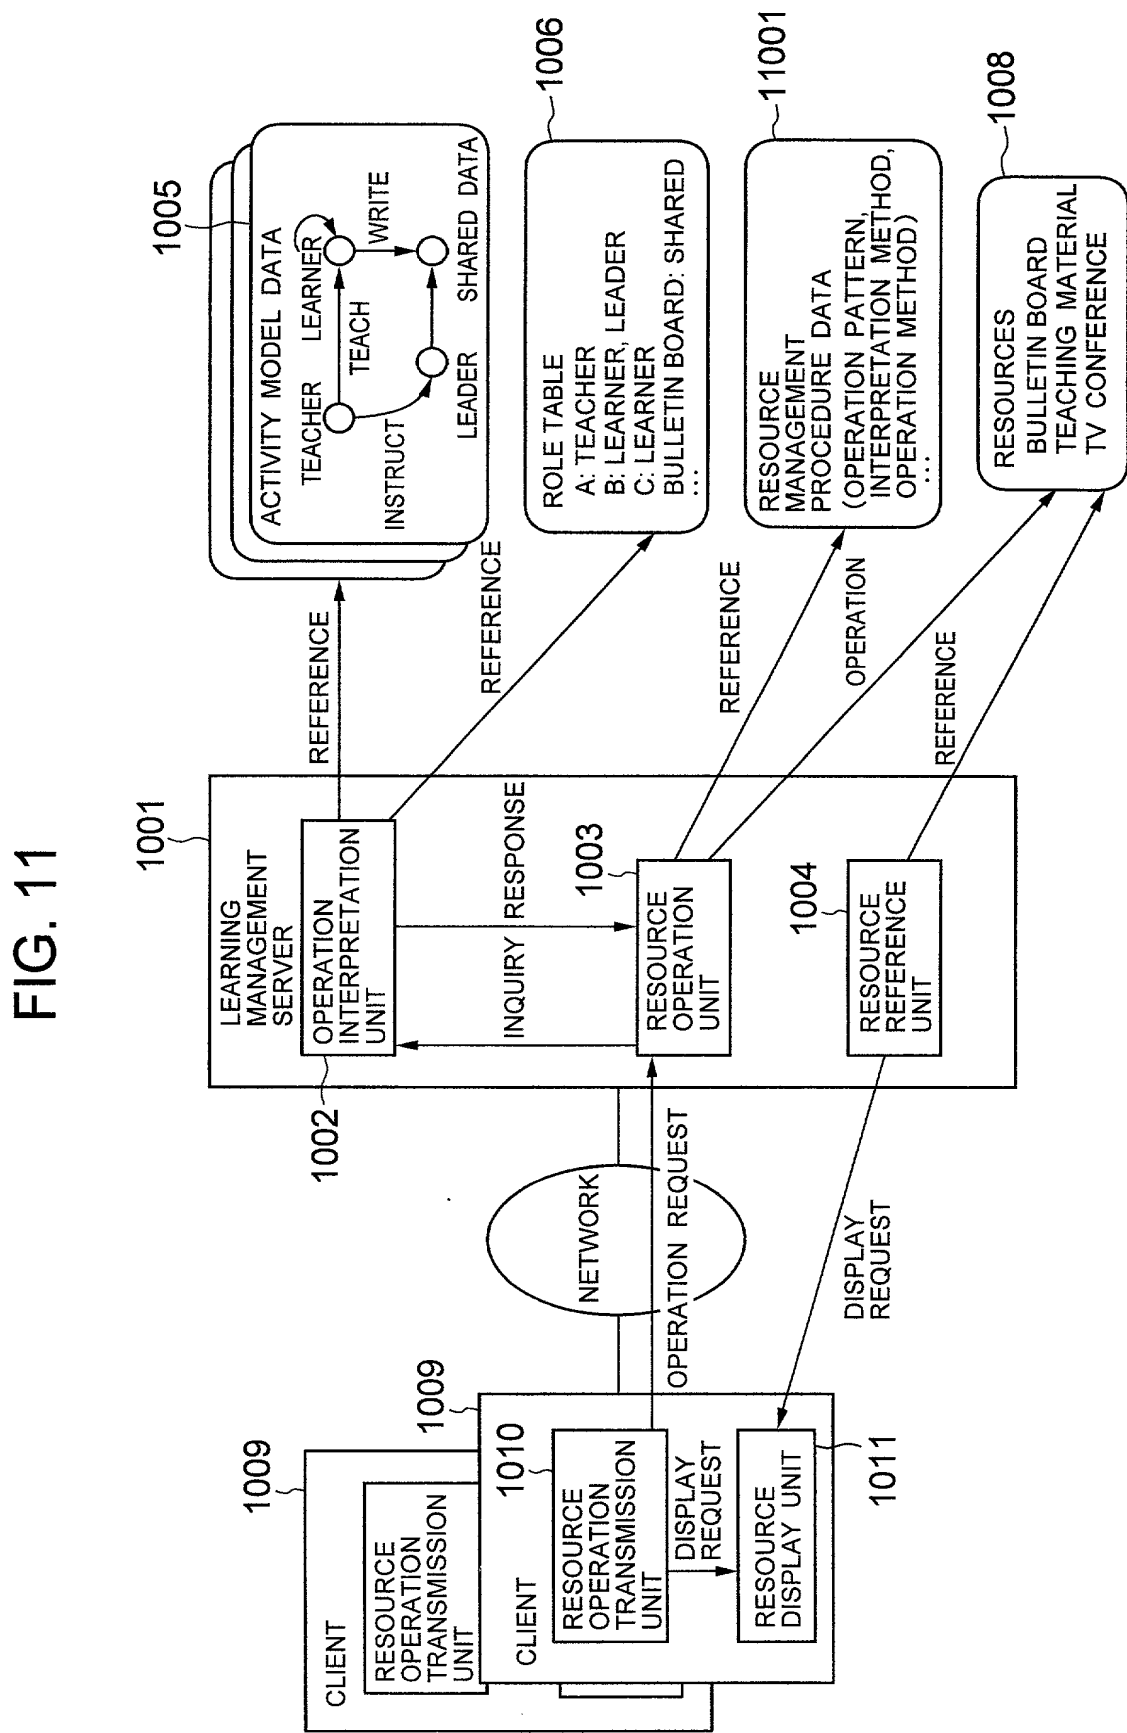 FIG. 11
1009
CLIENT
RESOURCE
OPERATION
TRANSMISSION
UNIT
1009
CLIENT
1010
RESOURCE
OPERATION
TRANSMISSION
UNIT
DISPLAY
REQUEST
RESOURCE
DISPLAY UNIT
1011
NETWORK
OPERATION REQUEST
DISPLAY
REQUEST
1001
LEARNING
MANAGEMENT
SERVER
OPERATION
INTERPRETATION
UNIT
1002
INQUIRY
RESPONSE
1003
RESOURCE
OPERATION
UNIT
1004
RESOURCE
REFERENCE
UNIT
REFERENCE
REFERENCE
REFERENCE
OPERATION
REFERENCE
1005
ACTIVITY MODEL DATA
TEACHER
LEARNER
TEACH
WRITE
INSTRUCT
LEADER
SHARED DATA
1006
ROLE TABLE
A: TEACHER
B: LEARNER, LEADER
C: LEARNER
BULLETIN BOARD: SHARED
...
11001
RESOURCE
MANAGEMENT
PROCEDURE DATA
(OPERATION PATTERN,
INTERPRETATION METHOD,
OPERATION METHOD)
...
1008
RESOURCES
BULLETIN BOARD
TEACHING MATERIAL
TV CONFERENCE